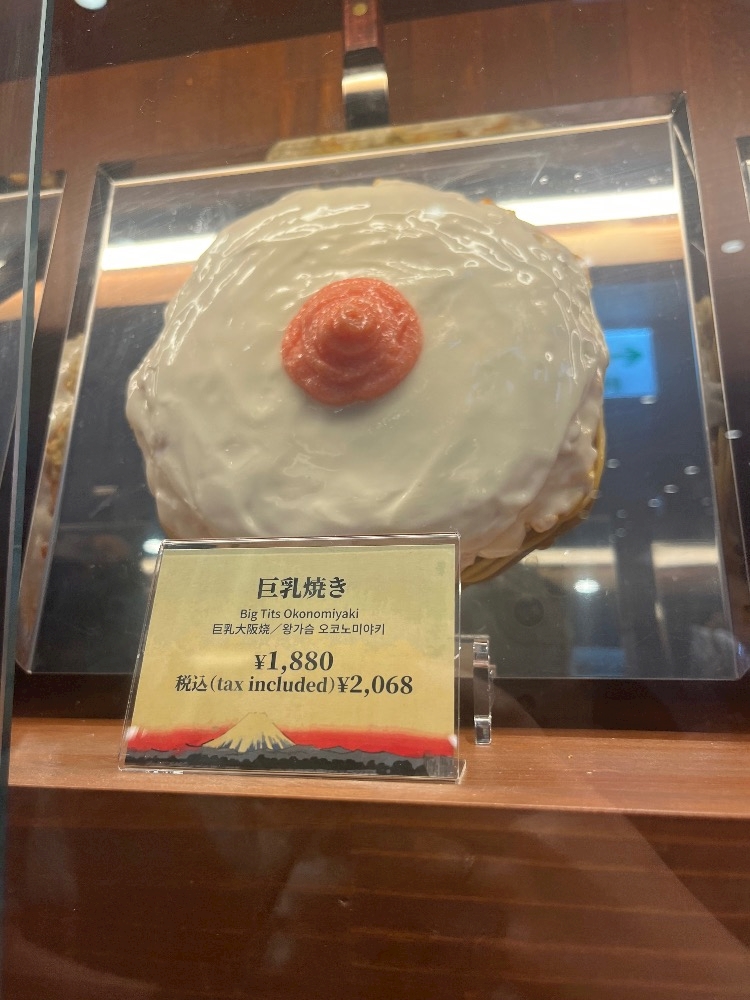 巨乳焼き
Big Tits Okonomiyaki
巨乳大阪烧／왕가슴 오코노미야키
¥1,880
税込(tax included)¥2,068